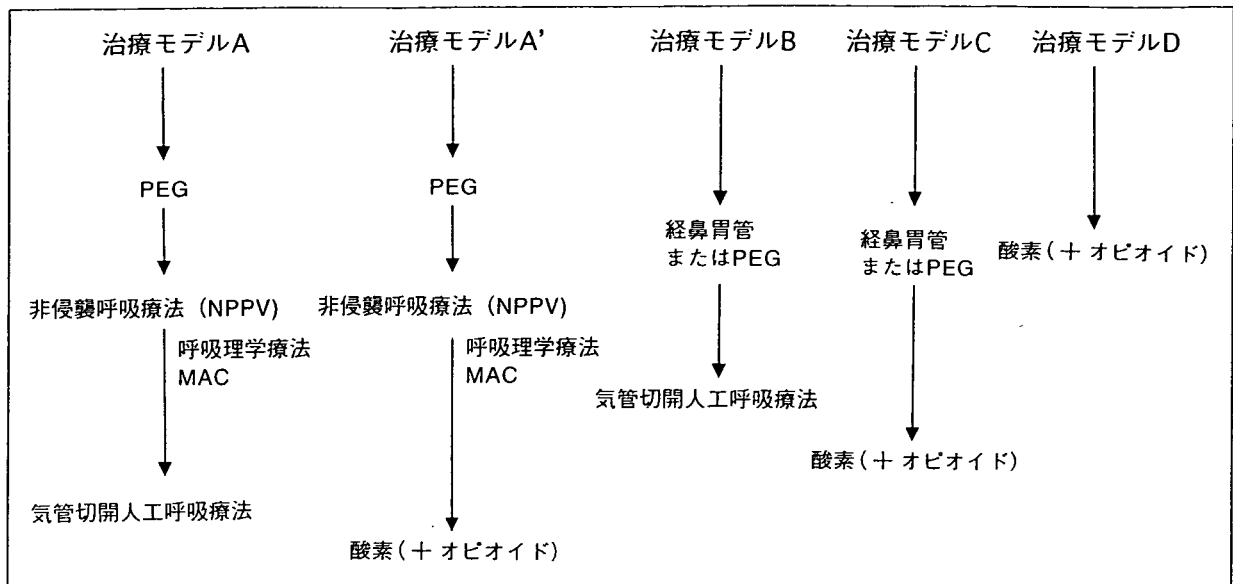 治療モデルA
PEG
非侵襲呼吸療法 (NPPV)
呼吸理学療法
MAC
気管切開人工呼吸療法
治療モデルA'
PEG
非侵襲呼吸療法 (NPPV)
呼吸理学療法
MAC
酸素(+オピオイド)
治療モデルB
経鼻胃管
またはPEG
気管切開人工呼吸療法
治療モデルC
経鼻胃管
またはPEG
酸素(+オピオイド)
治療モデルD
酸素(+オピオイド)